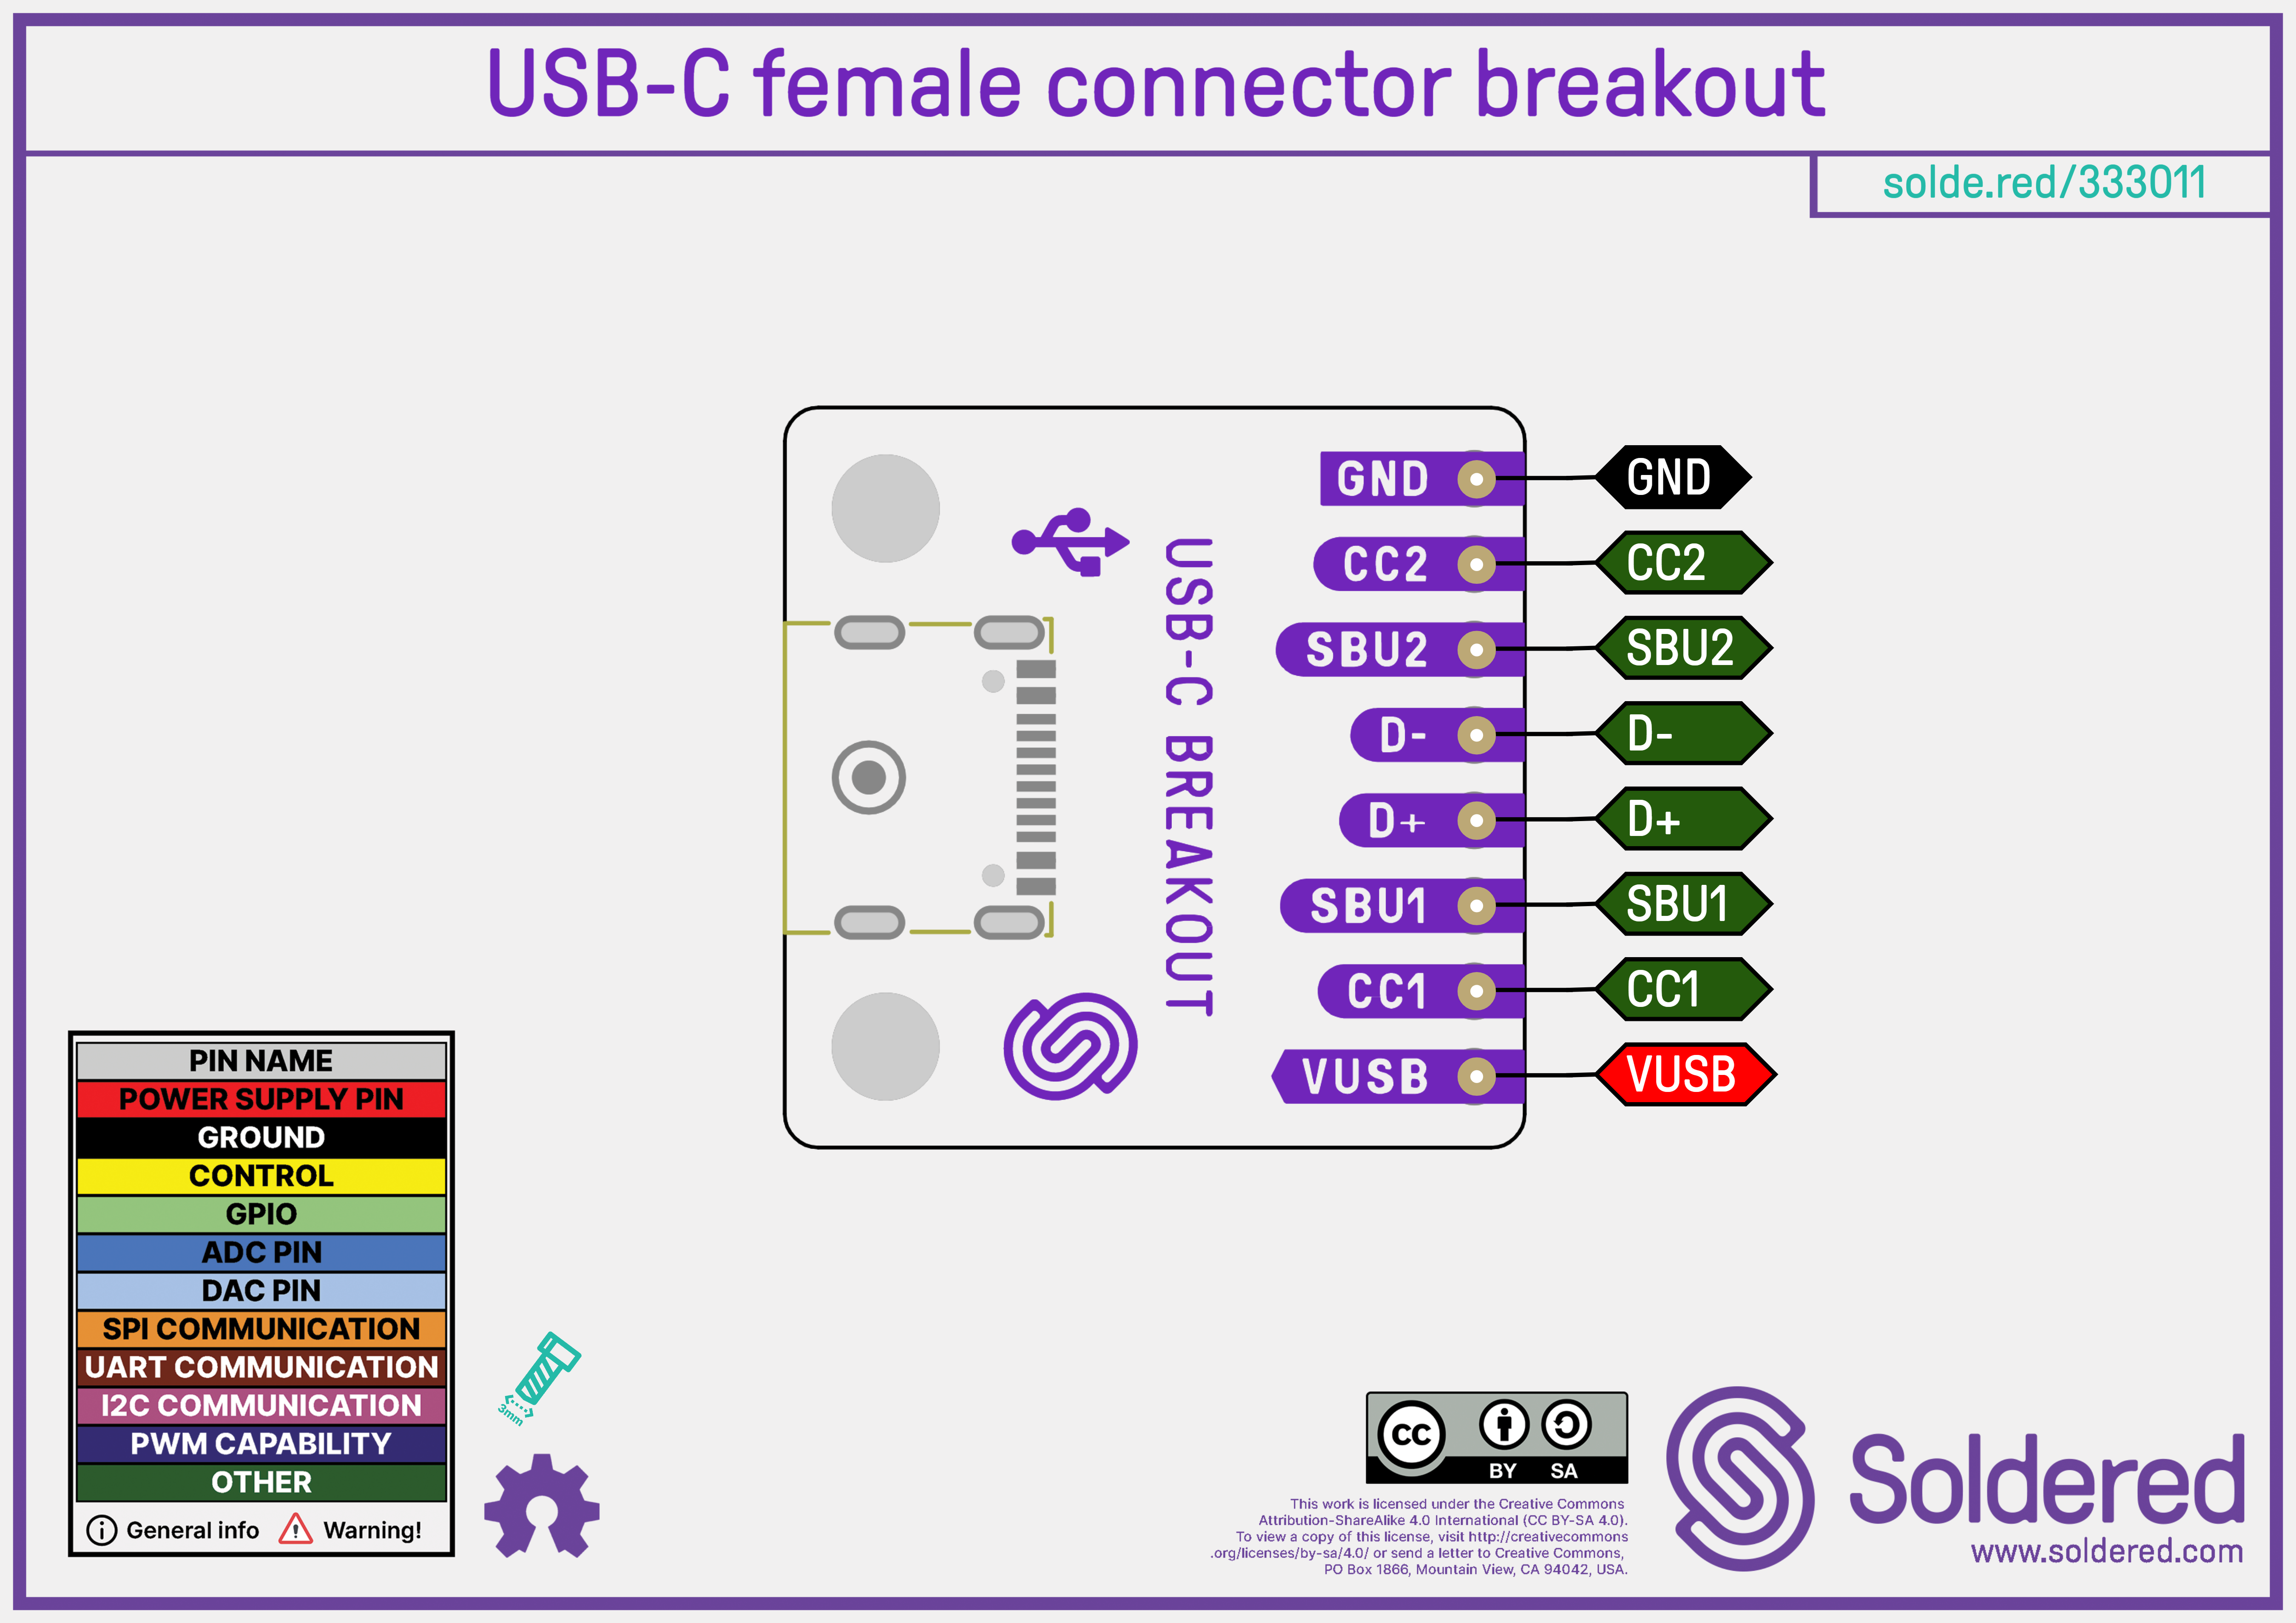 USB-C female connector breakout
solde.red/333011
GND
GND
CC2
CC2
SBU2
SBU2
D-
D-
D+
D+
SBU1
SBU1
CC1
CC1
VUSB
VUSB
USB-C BREAKOUT
PIN NAME
POWER SUPPLY PIN
GROUND
CONTROL
GPIO
ADC PIN
DAC PIN
SPI COMMUNICATION
UART COMMUNICATION
I2C COMMUNICATION
PWM CAPABILITY
OTHER
General info Warning!
3mm
cc
BY SA
This work is licensed under the Creative Commons
Attribution-ShareAlike 4.0 International (CC BY-SA 4.0).
To view a copy of this license, visit http://creativecommons
.org/licenses/by-sa/4.0/ or send a letter to Creative Commons,
PO Box 1866, Mountain View, CA 94042, USA.
Soldered
www.soldered.com